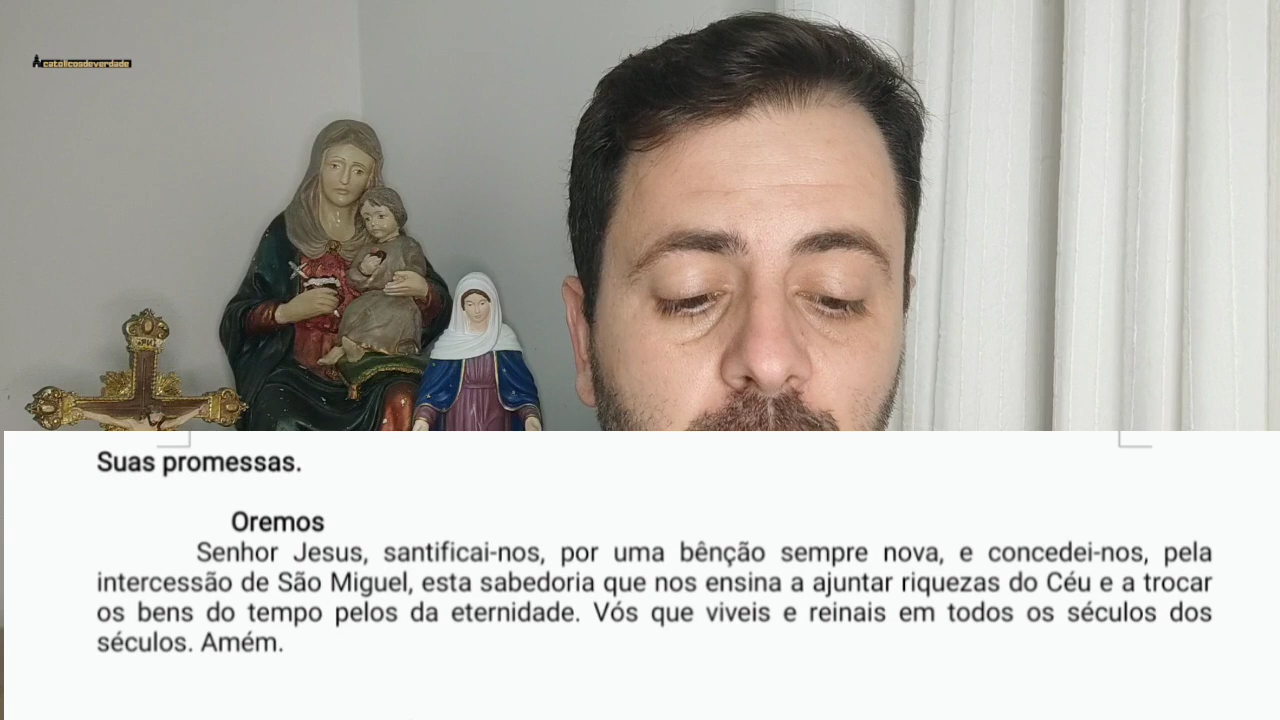 catolicosdeverdade
Suas promessas.
Oremos
Senhor Jesus, santificai-nos, por uma bênção sempre nova, e concedei-nos, pela
intercessão de São Miguel, esta sabedoria que nos ensina a ajuntar riquezas do Céu e a trocar
os bens do tempo pelos da eternidade. Vós que viveis e reinais em todos os séculos dos
séculos. Amém.